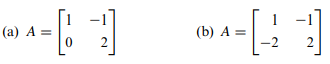 (a) A = [1 −1; 0 2] (b) A = [1 −1; −2 2]